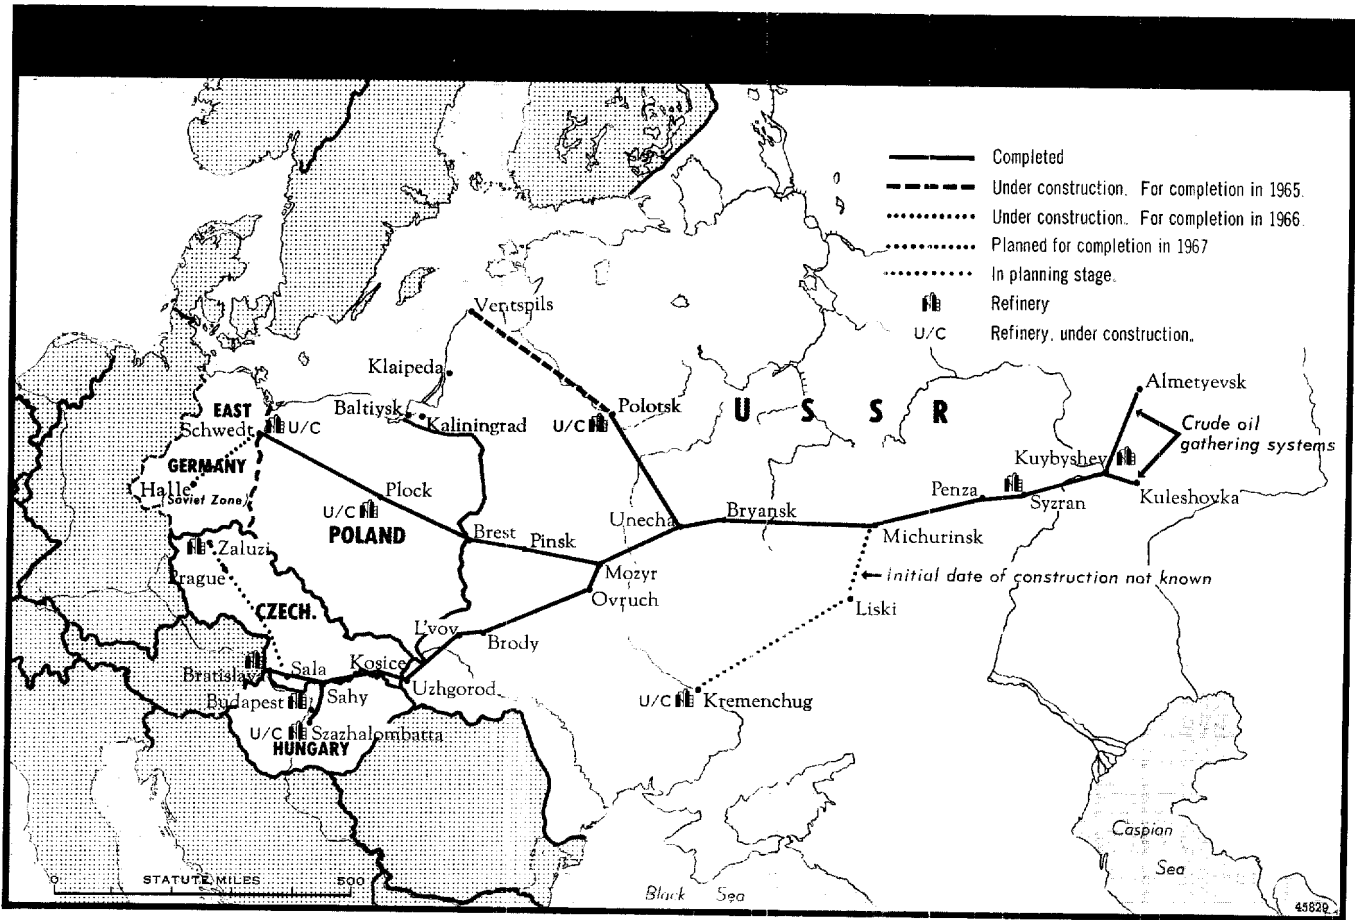 Completed
Under construction. For completion in 1965.
Under construction. For completion in 1966.
Planned for completion in 1967
In planning stage.
Refinery
U/C Refinery, under construction.
Ventspils
Klaipeda
Baltiysk
Kaliningrad
Polotsk
U/C
U S S R
Almetyevsk
Crude oil
gathering systems
Kuybyshev
Kuleshovka
Syzran
Penza
EAST
Schwedt
U/C
GERMANY
Halle
Soviet Zone
Plock
U/C
POLAND
Brest
Pinsk
Unecha
Bryansk
Michurinsk
Mozyr
Ovruch
Initial date of construction not known
Liski
Zaluzi
Prague
CZECH.
L'vov
Brody
Kosice
Uzhgorod
Bratislava
Sala
Sahy
Budapest
U/C
Szazhalombatta
HUNGARY
U/C
Kremenchug
Caspian
Sea
Black Sea
0 STATUTE MILES 500
45829